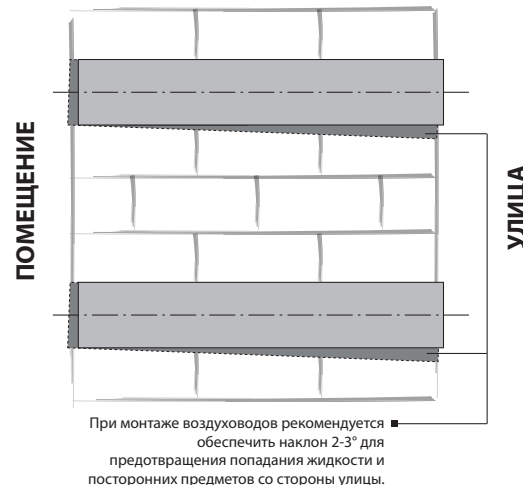 ПОМЕЩЕНИЕ
УЛИЦА
При монтаже воздуховодов рекомендуется
обеспечить наклон 2-3° для
предотвращения попадания жидкости и
посторонних предметов со стороны улицы.